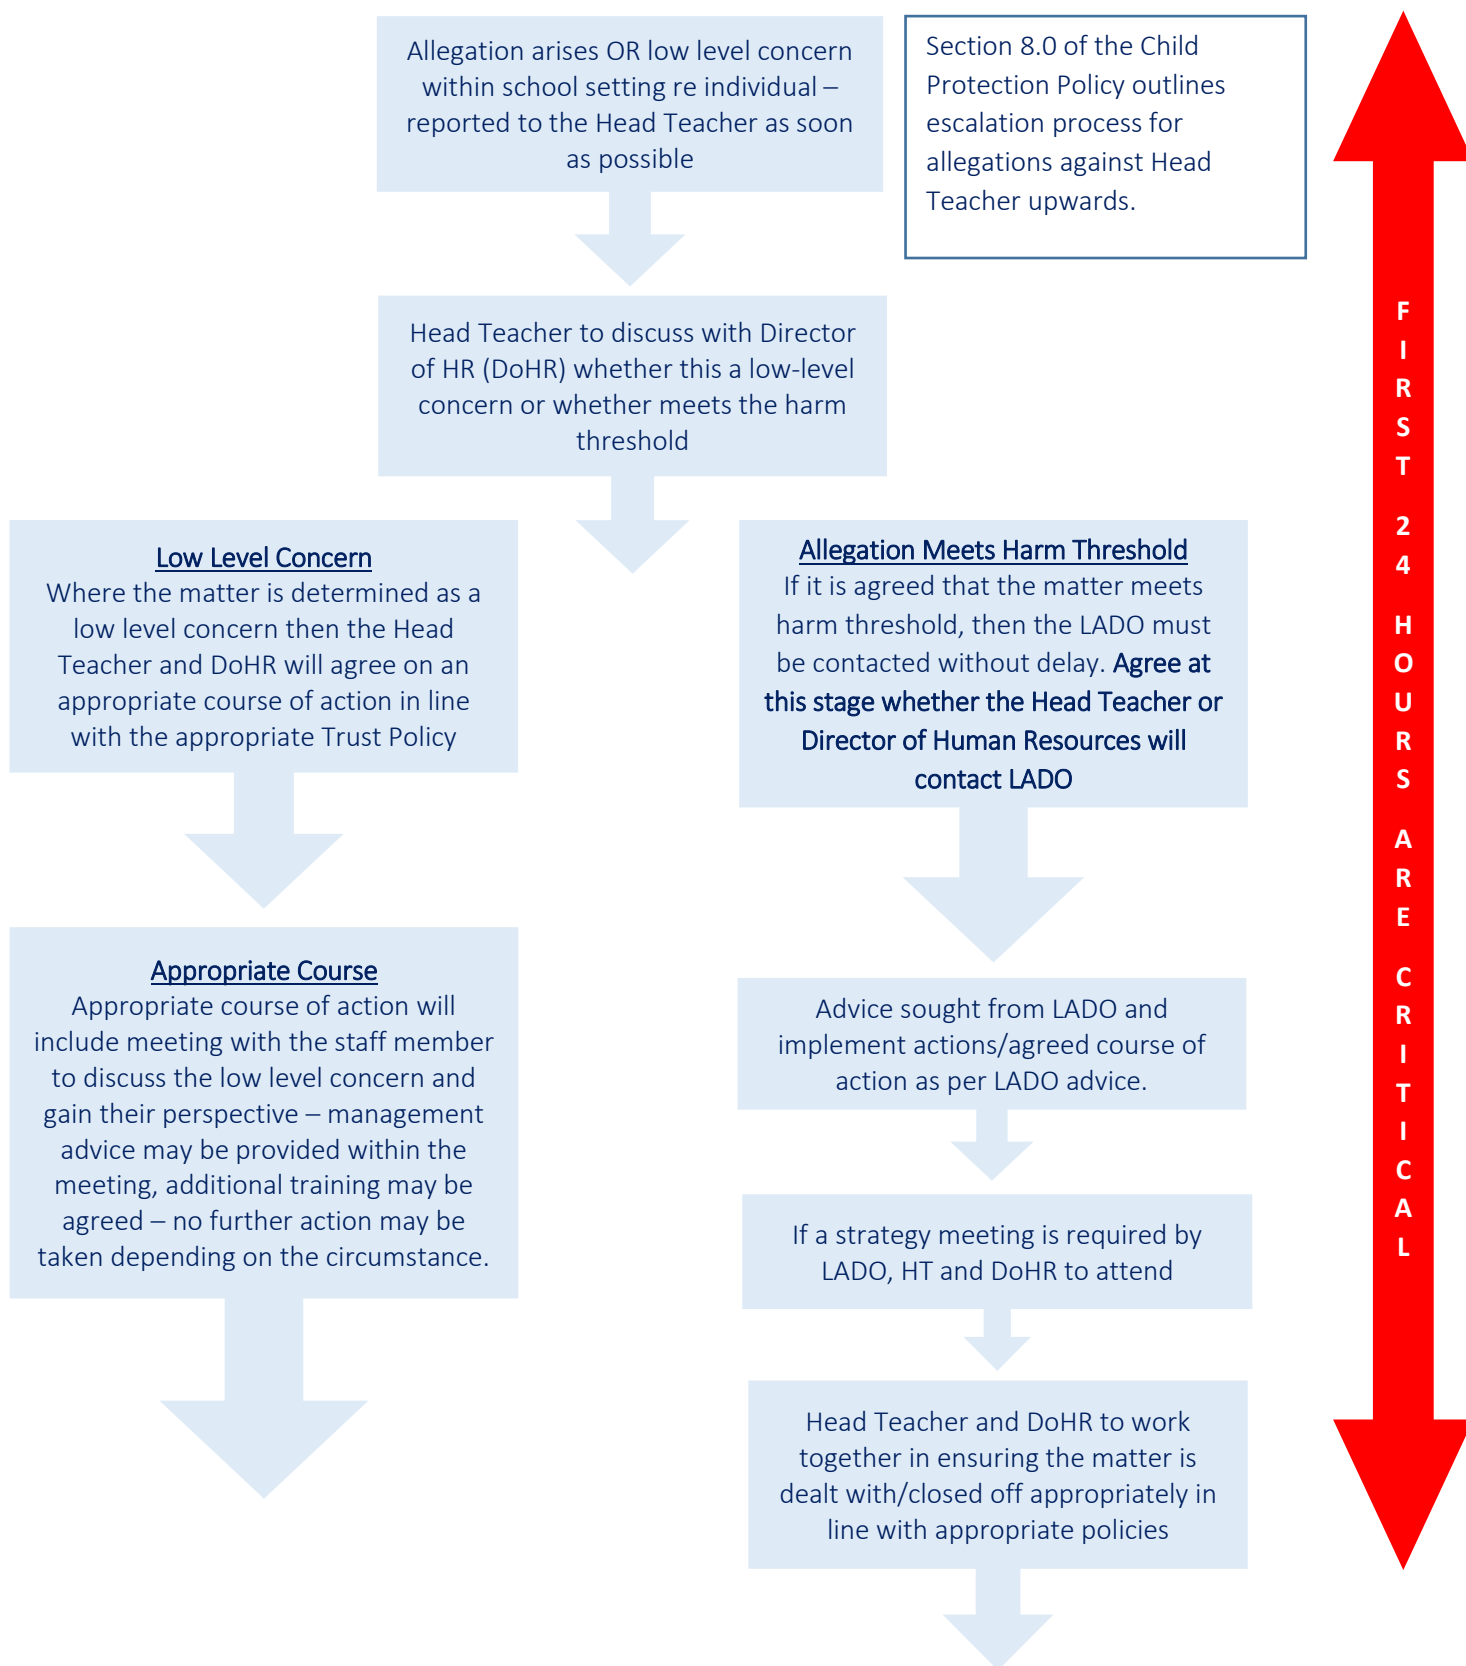 Allegation arises OR low level concern
within school setting re individual –
reported to the Head Teacher as soon
as possible
Section 8.0 of the Child
Protection Policy outlines
escalation process for
allegations against Head
Teacher upwards.
Head Teacher to discuss with Director
of HR (DoHR) whether this a low-level
concern or whether meets the harm
threshold
Low Level Concern
Where the matter is determined as a
low level concern then the Head
Teacher and DoHR will agree on an
appropriate course of action in line
with the appropriate Trust Policy
Allegation Meets Harm Threshold
If it is agreed that the matter meets
harm threshold, then the LADO must
be contacted without delay. Agree at
this stage whether the Head Teacher or
Director of Human Resources will
contact LADO
Appropriate Course
Appropriate course of action will
include meeting with the staff member
to discuss the low level concern and
gain their perspective – management
advice may be provided within the
meeting, additional training may be
agreed – no further action may be
taken depending on the circumstance.
Advice sought from LADO and
implement actions/agreed course of
action as per LADO advice.
If a strategy meeting is required by
LADO, HT and DoHR to attend
Head Teacher and DoHR to work
together in ensuring the matter is
dealt with/closed off appropriately in
line with appropriate policies
FIRST 24 HOURS ARE CRITICAL